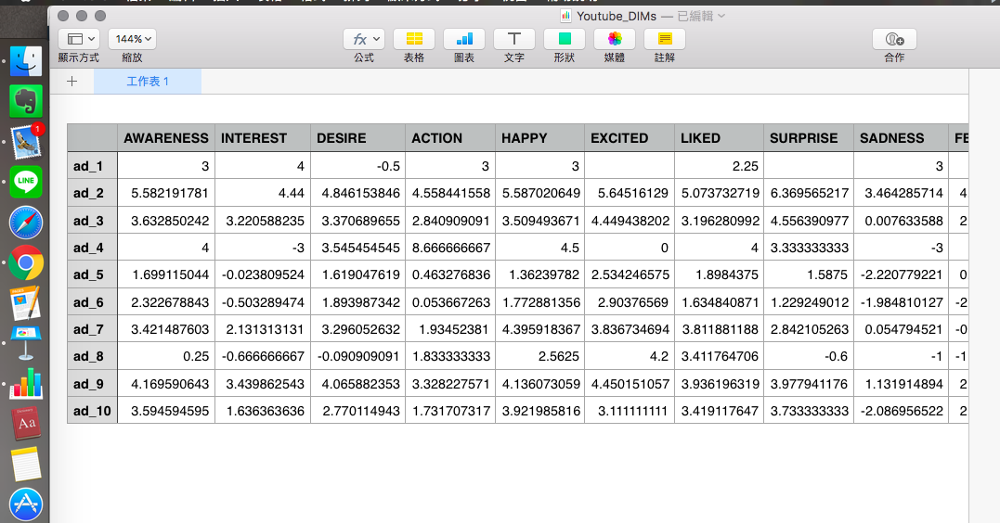 Youtube_DIMs — 已編輯
144%
fx
顯示方式 縮放 公式 表格 圖表 文字 形狀 媒體 註解 合作
+ 工作表 1
AWARENESS INTEREST DESIRE ACTION HAPPY EXCITED LIKED SURPRISE SADNESS FE
ad_1 3 4 -0.5 3 3 2.25 3
ad_2 5.582191781 4.44 4.846153846 4.558441558 5.587020649 5.64516129 5.073732719 6.369565217 3.464285714 4
ad_3 3.632850242 3.220588235 3.370689655 2.840909091 3.509493671 4.449438202 3.196280992 4.556390977 0.007633588 2
ad_4 4 -3 3.545454545 8.666666667 4.5 0 4 3.333333333 -3
ad_5 1.699115044 -0.023809524 1.619047619 0.463276836 1.36239782 2.534246575 1.8984375 1.5875 -2.220779221 0
ad_6 2.322678843 -0.503289474 1.893987342 0.053667263 1.772881356 2.90376569 1.634840871 1.229249012 -1.984810127 -2
ad_7 3.421487603 2.131313131 3.296052632 1.93452381 4.395918367 3.836734694 3.811881188 2.842105263 0.054794521 -0
ad_8 0.25 -0.666666667 -0.090909091 1.833333333 2.5625 4.2 3.411764706 -0.6 -1 -1
ad_9 4.169590643 3.439862543 4.065882353 3.328227571 4.136073059 4.450151057 3.936196319 3.977941176 1.131914894 2
ad_10 3.594594595 1.636363636 2.770114943 1.731707317 3.921985816 3.111111111 3.419117647 3.733333333 -2.086956522 2
1
LINE
Aa